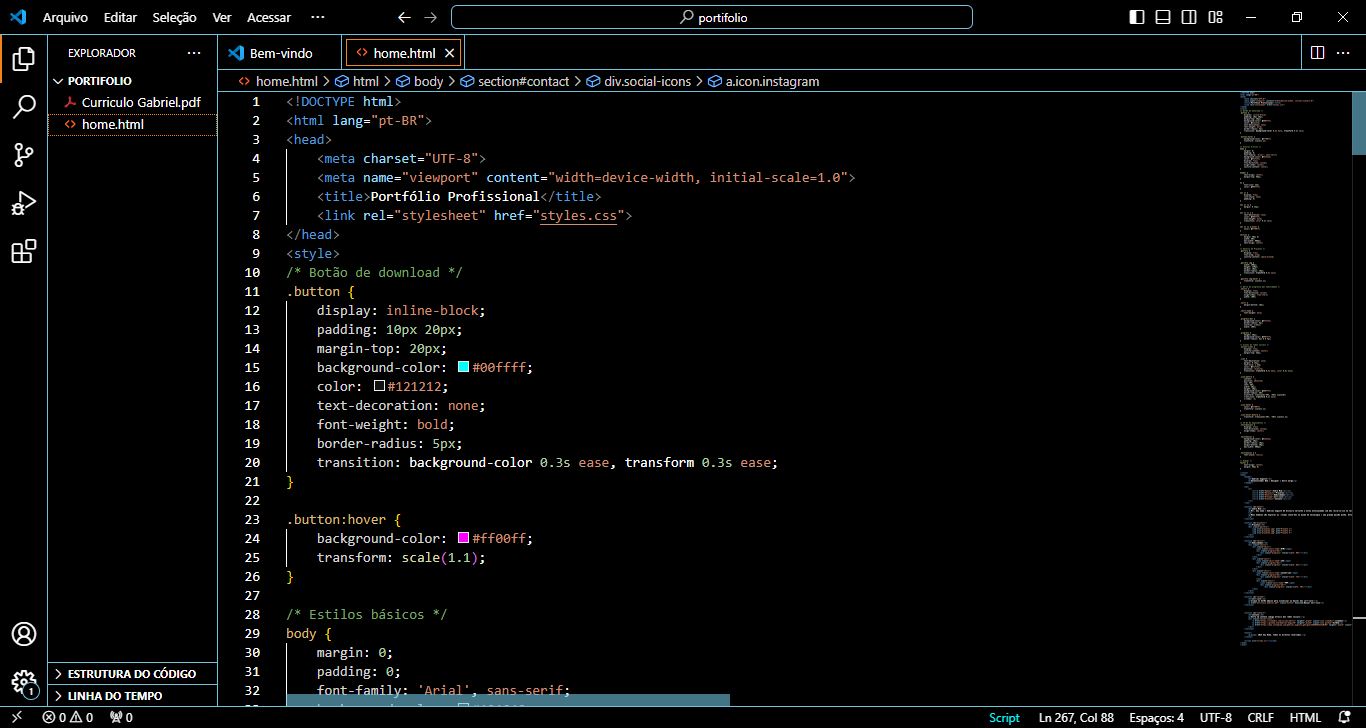 Arquivo Editar Seleção Ver Acessar ··· portifolio
EXPLORADOR ···
PORTIFOLIO
Curriculo Gabriel.pdf
home.html
ESTRUTURA DO CÓDIGO
LINHA DO TEMPO
Bem-vindo home.html
home.html > html > body > section#contact > div.social-icons > a.icon.instagram
1 <!DOCTYPE html>
2 <html lang="pt-BR">
3 <head>
4 <meta charset="UTF-8">
5 <meta name="viewport" content="width=device-width, initial-scale=1.0">
6 <title>Portfólio Profissional</title>
7 <link rel="stylesheet" href="styles.css">
8 </head>
9 <style>
10 /* Botão de download */
11 .button {
12 display: inline-block;
13 padding: 10px 20px;
14 margin-top: 20px;
15 background-color: #00ffff;
16 color: #121212;
17 text-decoration: none;
18 font-weight: bold;
19 border-radius: 5px;
20 transition: background-color 0.3s ease, transform 0.3s ease;
21 }
22
23 .button:hover {
24 background-color: #ff00ff;
25 transform: scale(1.1);
26 }
27
28 /* Estilos básicos */
29 body {
30 margin: 0;
31 padding: 0;
32 font-family: 'Arial', sans-serif;
1
0 0 0 Script Ln 267, Col 88 Espaços: 4 UTF-8 CRLF HTML